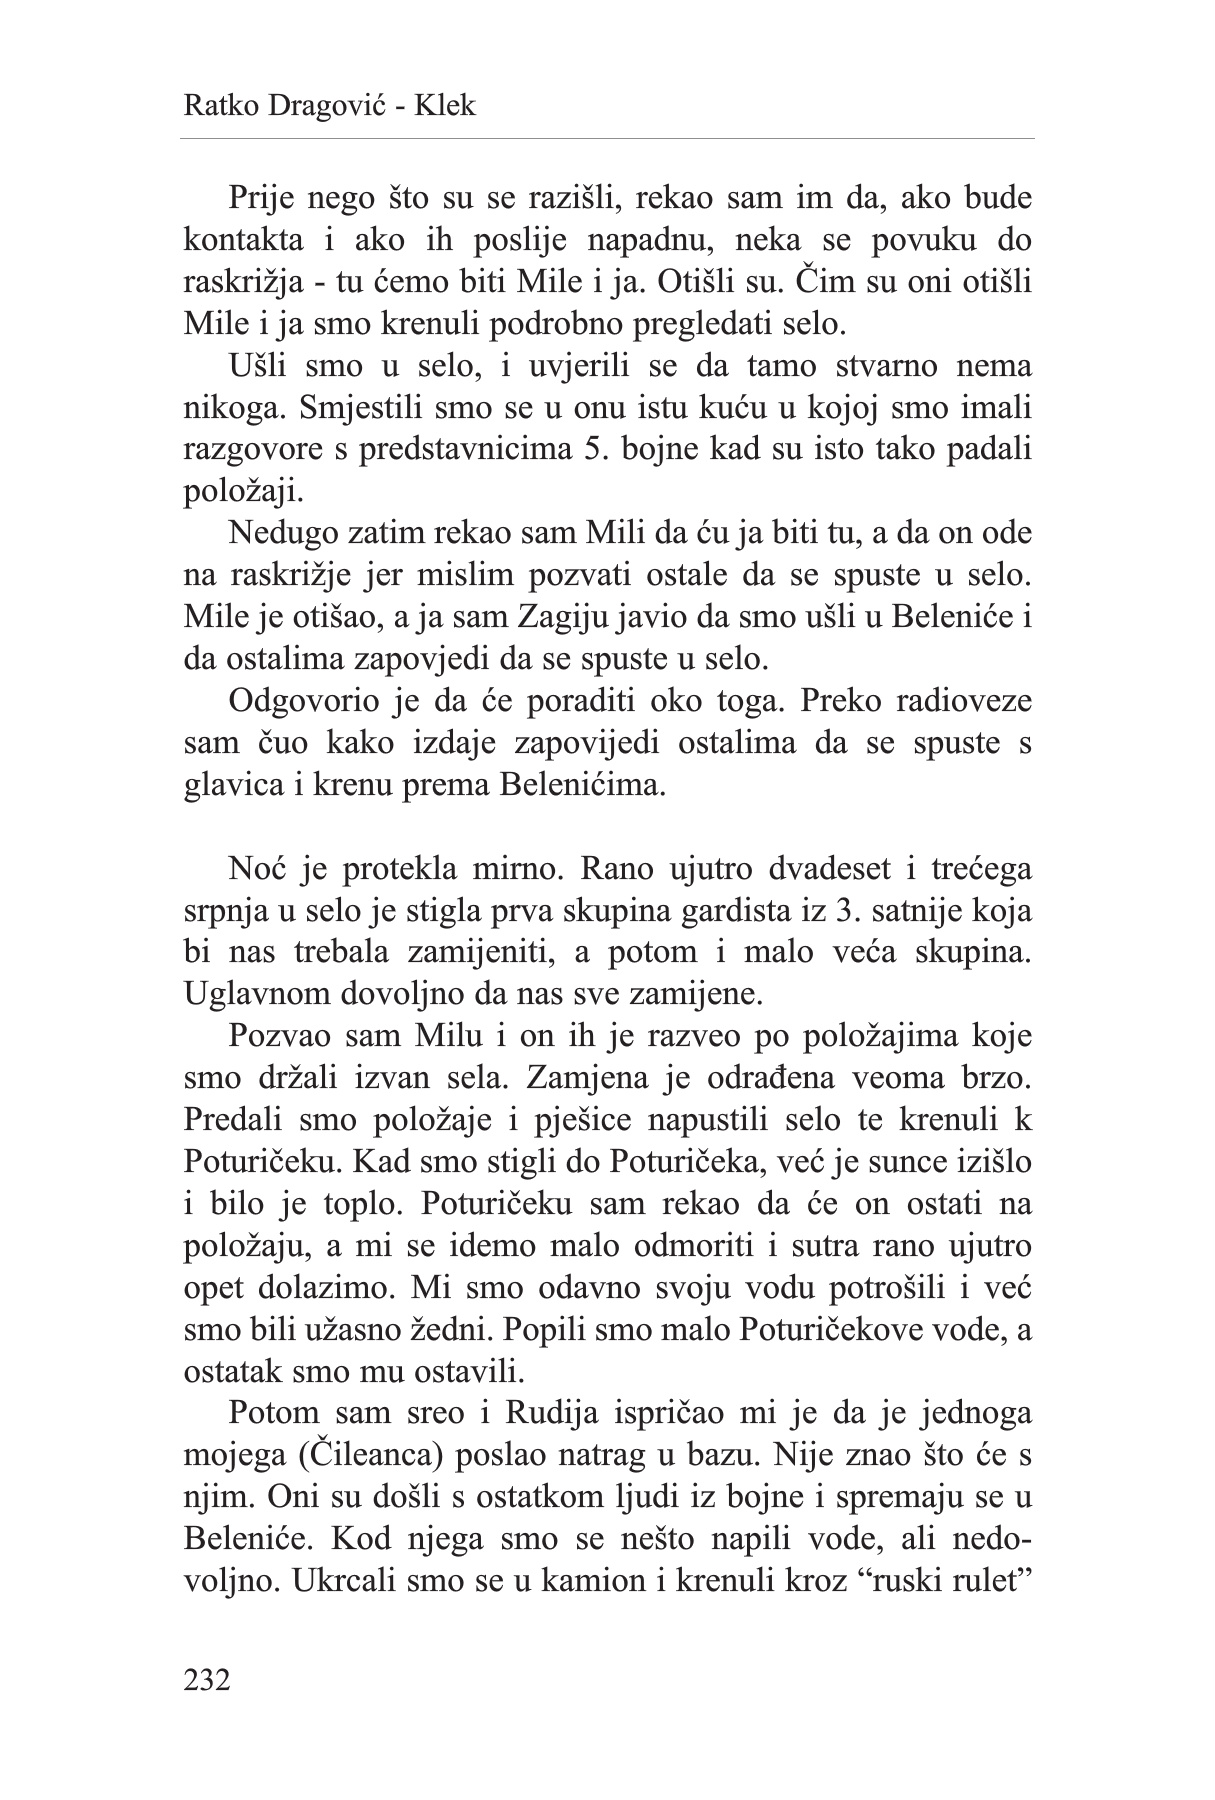 Ratko Dragović - Klek
Prije nego što su se razišli, rekao sam im da, ako bude
kontakta i ako ih poslije napadnu, neka se povuku do
raskrižja - tu ćemo biti Mile i ja. Otišli su. Čim su oni otišli
Mile i ja smo krenuli podrobno pregledati selo.
Ušli smo u selo, i uvjerili se da tamo stvarno nema
nikoga. Smjestili smo se u onu istu kuću u kojoj smo imali
razgovore s predstavnicima 5. bojne kad su isto tako padali
položaji.
Nedugo zatim rekao sam Mili da ću ja biti tu, a da on ode
na raskrižje jer mislim pozvati ostale da se spuste u selo.
Mile je otišao, a ja sam Zagiju javio da smo ušli u Beleniće i
da ostalima zapovjedi da se spuste u selo.
Odgovorio je da će poraditi oko toga. Preko radioveze
sam čuo kako izdaje zapovijedi ostalima da se spuste s
glavica i krenu prema Belenićima.
Noć je protekla mirno. Rano ujutro dvadeset i trećega
srpnja u selo je stigla prva skupina gardista iz 3. satnije koja
bi nas trebala zamijeniti, a potom i malo veća skupina.
Uglavnom dovoljno da nas sve zamijene.
Pozvao sam Milu i on ih je razveo po položajima koje
smo držali izvan sela. Zamjena je odrađena veoma brzo.
Predali smo položaje i pješice napustili selo te krenuli k
Poturičeku. Kad smo stigli do Poturičeka, već je sunce izišlo
i bilo je toplo. Poturičeku sam rekao da će on ostati na
položaju, a mi se idemo malo odmoriti i sutra rano ujutro
opet dolazimo. Mi smo odavno svoju vodu potrošili i već
smo bili užasno žedni. Popili smo malo Poturičekove vode, a
ostatak smo mu ostavili.
Potom sam sreo i Rudija ispričao mi je da je jednoga
mojega (Čileanca) poslao natrag u bazu. Nije znao što će s
njim. Oni su došli s ostatkom ljudi iz bojne i spremaju se u
Beleniće. Kod njega smo se nešto napili vode, ali nedo-
voljno. Ukrcali smo se u kamion i krenuli kroz “ruski rulet”
232